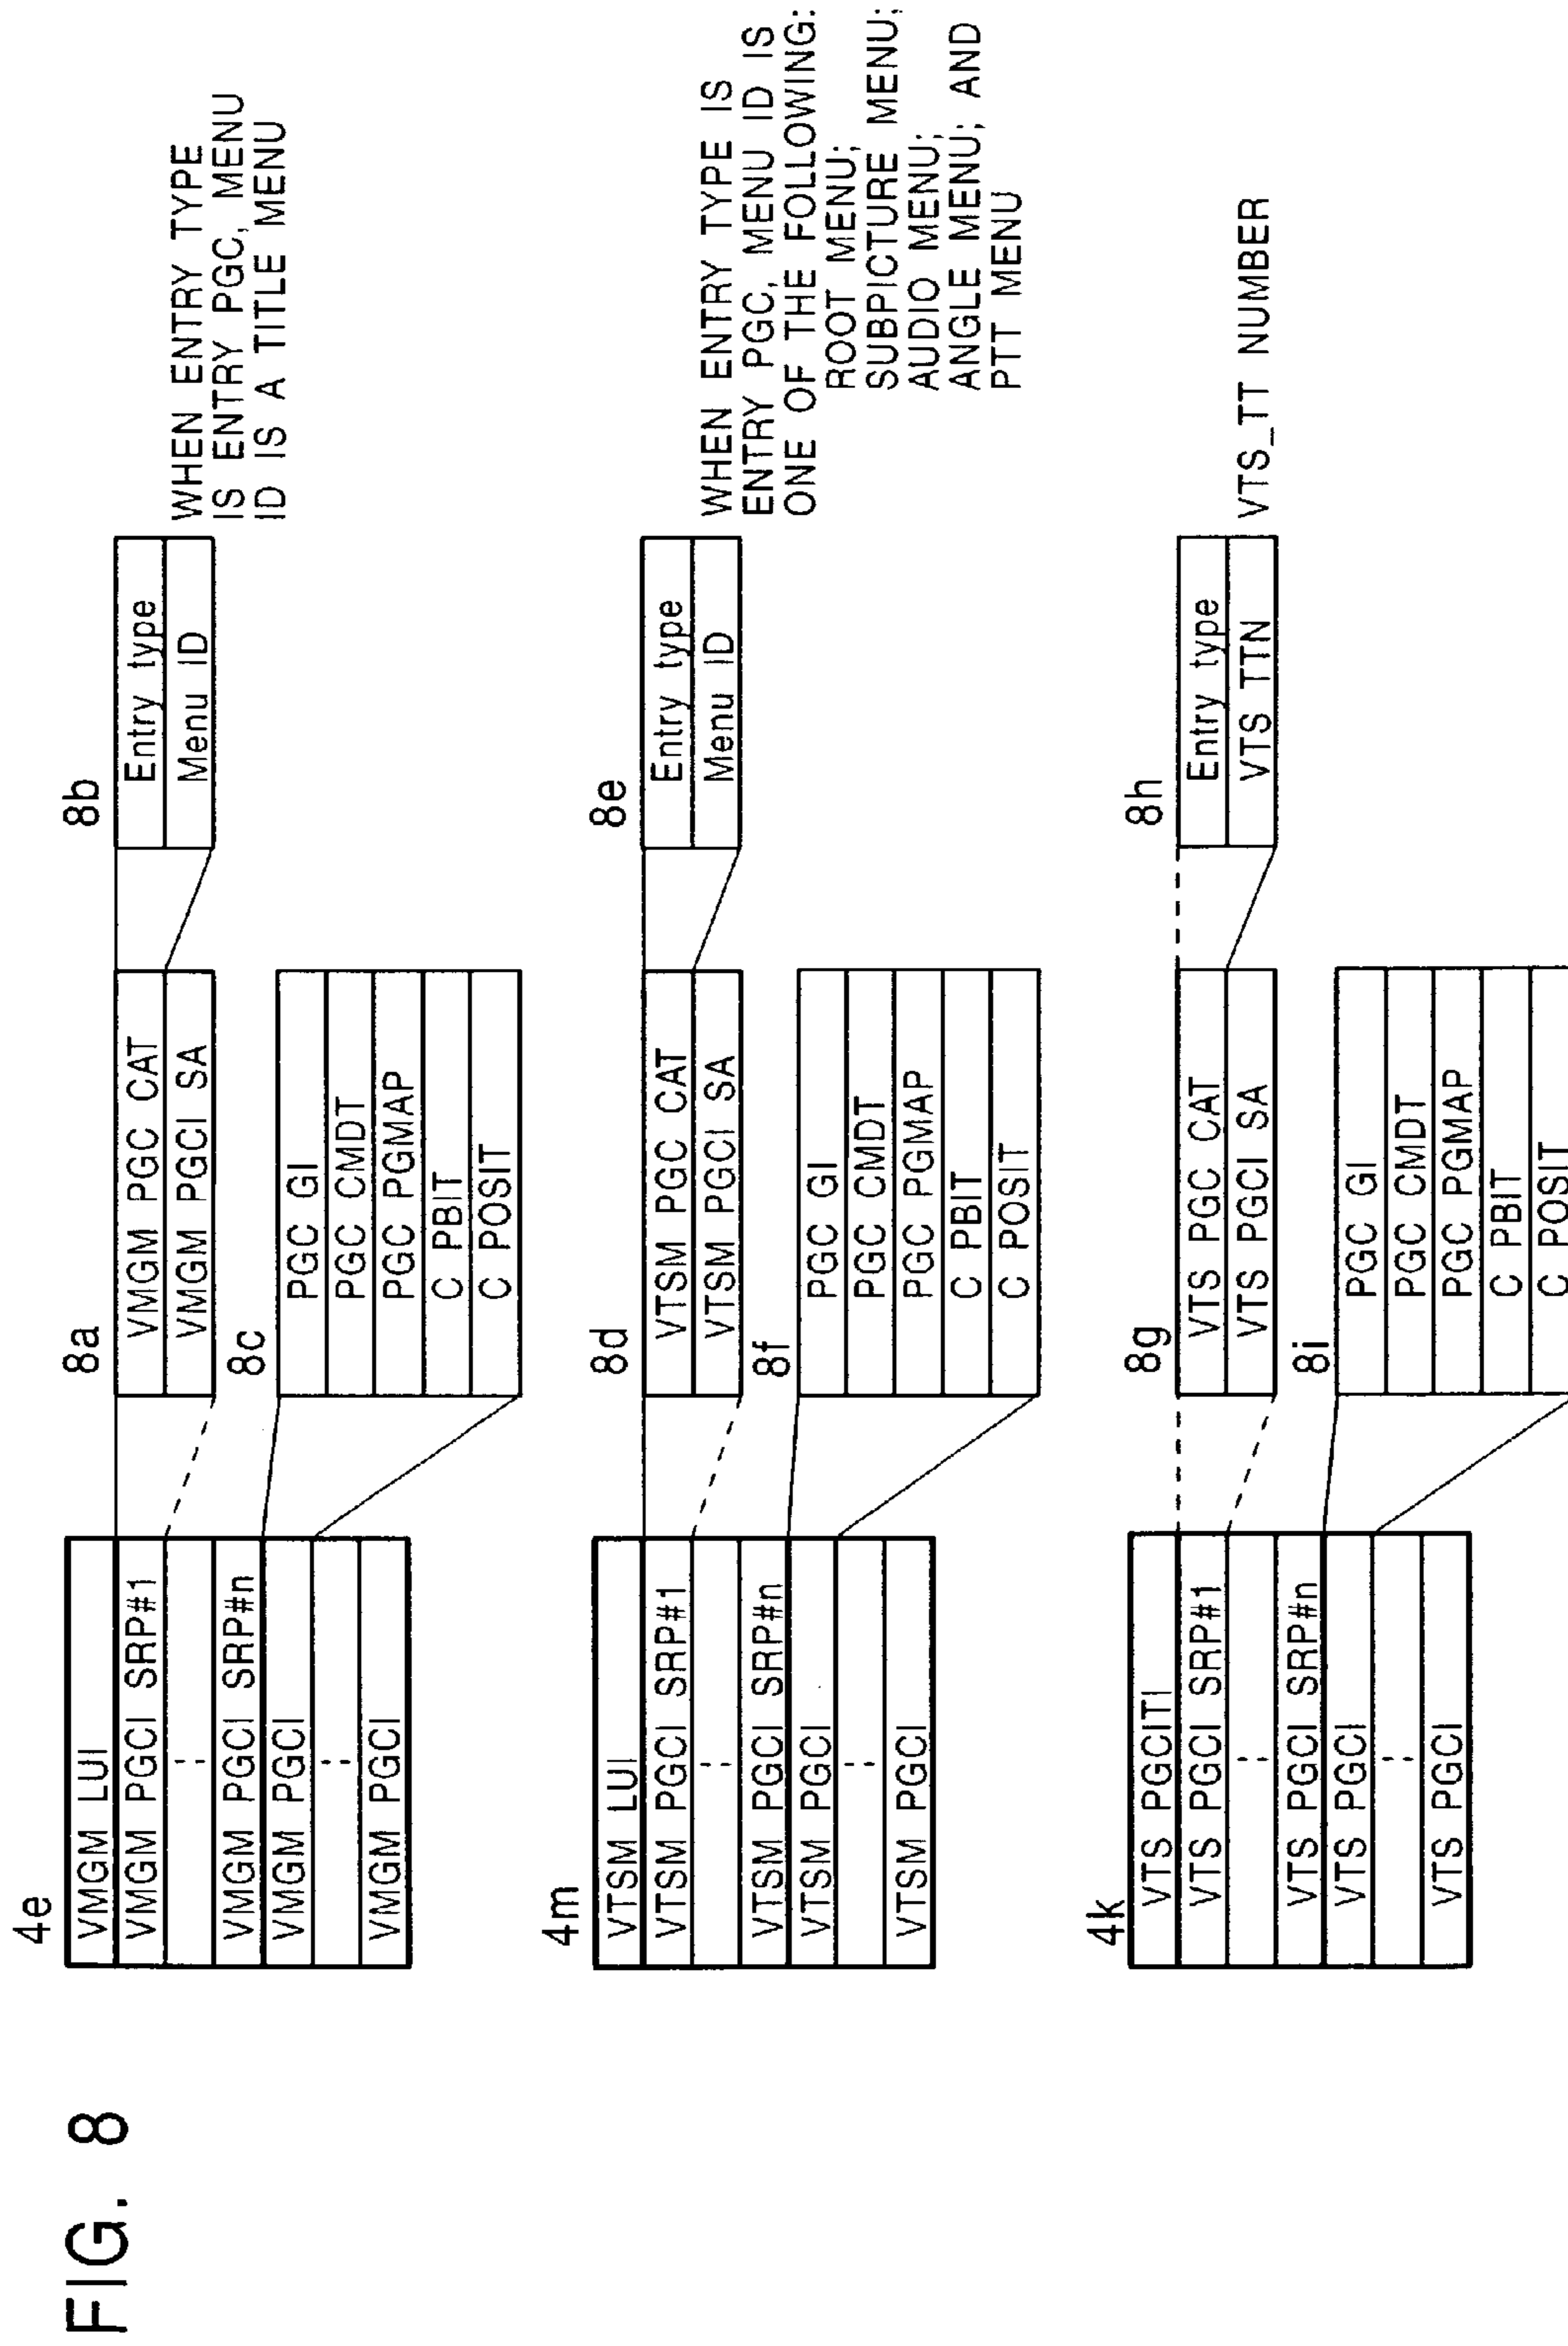 FIG. 8
4e
VMGM LUI
VMGM PGCI SRP#1
--
VMGM PGCI SRP#n
VMGM PGCI
--
VMGM PGCI
8a
VMGM PGC CAT
VMGM PGCI SA
8b
Entry type
Menu ID
WHEN ENTRY TYPE
IS ENTRY PGC, MENU
ID IS A TITLE MENU
8c
PGC GI
PGC CMDT
PGC PGMAP
C PBIT
C POSIT
4m
VTSM LUI
VTSM PGCI SRP#1
--
VTSM PGCI SRP#n
VTSM PGCI
--
VTSM PGCI
8d
VTSM PGC CAT
VTSM PGCI SA
8e
Entry type
Menu ID
WHEN ENTRY TYPE IS
ENTRY PGC, MENU ID IS
ONE OF THE FOLLOWING:
ROOT MENU;
SUBPICTURE MENU;
AUDIO MENU;
ANGLE MENU; AND
PTT MENU
8f
PGC GI
PGC CMDT
PGC PGMAP
C PBIT
C POSIT
4k
VTS PGCITI
VTS PGCI SRP#1
--
VTS PGCI SRP#n
VTS PGCI
--
VTS PGCI
8g
VTS PGC CAT
VTS PGCI SA
8h
Entry type
VTS TTN
VTS_TT NUMBER
8i
PGC GI
PGC CMDT
PGC PGMAP
C PBIT
C POSIT